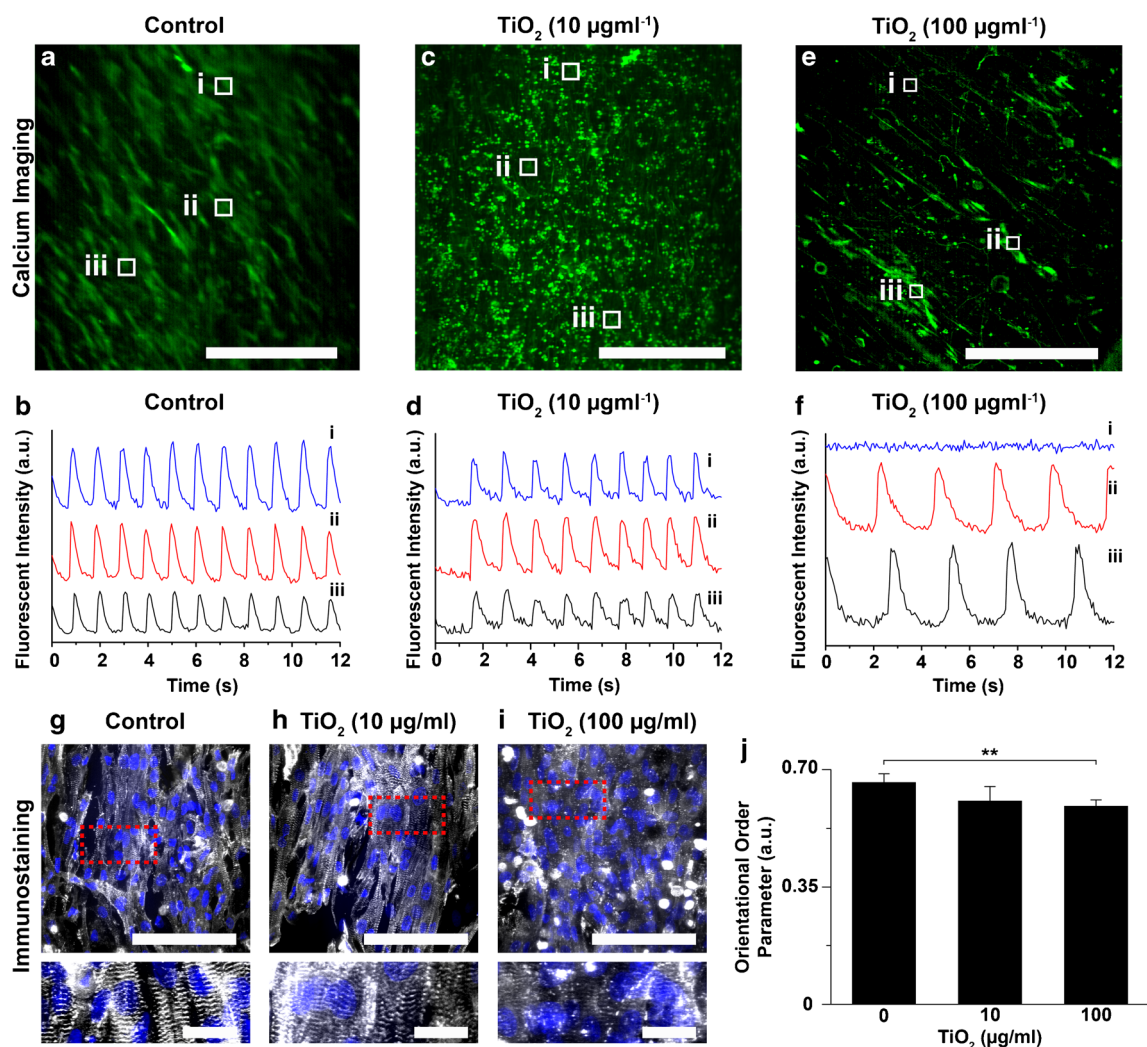 Control
TiO₂ (10 µgml⁻¹)
TiO₂ (100 µgml⁻¹)
Calcium Imaging
a
i
ii
iii
c
i
ii
iii
e
i
ii
iii
b
Control
Fluorescent Intensity (a.u.)
i
ii
iii
0 2 4 6 8 10 12
Time (s)
d
TiO₂ (10 µgml⁻¹)
Fluorescent Intensity (a.u.)
i
ii
iii
0 2 4 6 8 10 12
Time (s)
f
TiO₂ (100 µgml⁻¹)
Fluorescent Intensity (a.u.)
i
ii
iii
0 2 4 6 8 10 12
Time (s)
Immunostaining
g Control
h TiO₂ (10 µg/ml)
i TiO₂ (100 µg/ml)
j
**
Orientational Order
Parameter (a.u.)
0.70
0.35
0
0 10 100
TiO₂ (µg/ml)